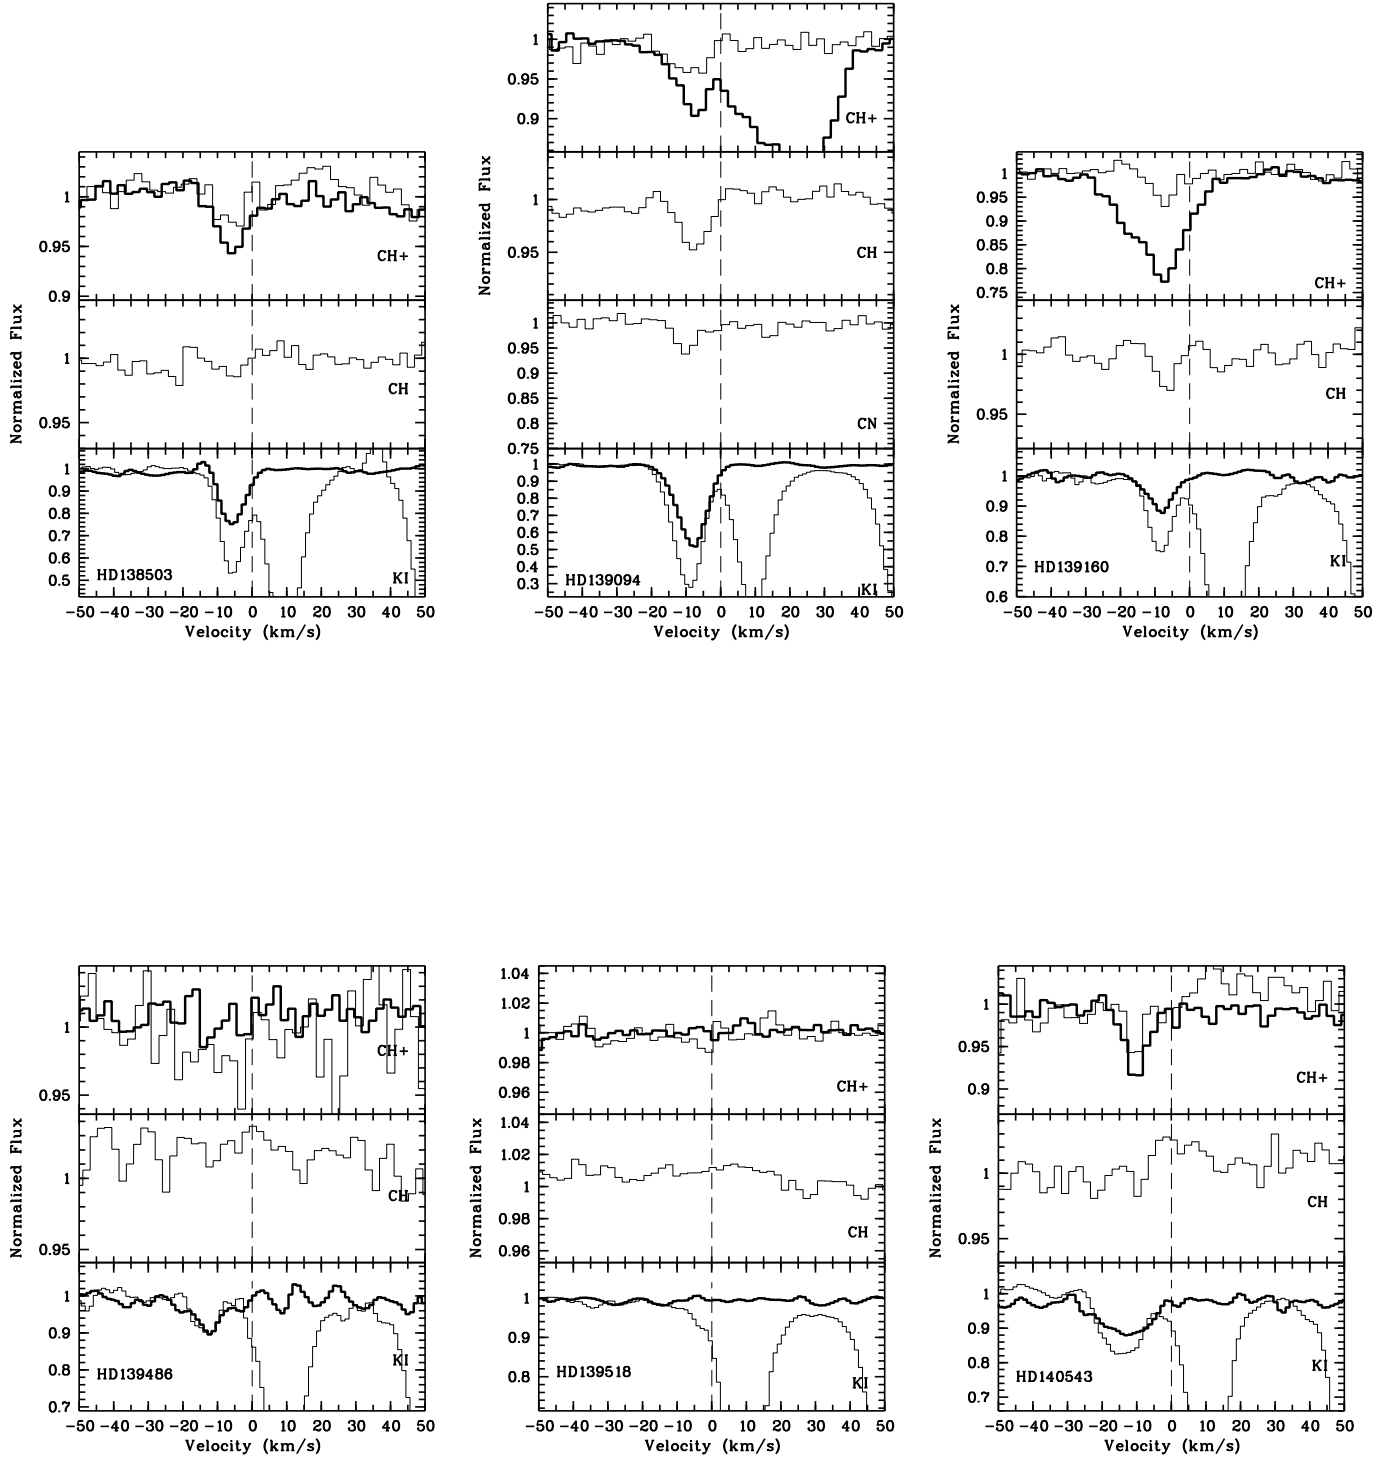 1
0.95
0.9
CH+
1
0.95
CH
1
0.95
0.9
0.85
0.8
0.75
CN
1
0.9
0.8
0.7
0.6
0.5
0.3
HD139094
KI
−50 −40 −30 −20 −10 0 10 20 30 40 50
Velocity (km/s)
Normalized Flux
1
0.95
0.9
CH+
1
0.95
CH
1
0.9
0.8
0.7
0.6
0.5
HD138503
KI
−50 −40 −30 −20 −10 0 10 20 30 40 50
Velocity (km/s)
Normalized Flux
1
0.95
0.9
0.85
0.8
0.75
CH+
1
0.95
CH
1
0.9
0.8
0.7
0.6
HD139160
KI
−50 −40 −30 −20 −10 0 10 20 30 40 50
Velocity (km/s)
Normalized Flux
1
0.95
CH+
1
0.95
CH
1
0.9
0.8
0.7
HD139486
KI
−50 −40 −30 −20 −10 0 10 20 30 40 50
Velocity (km/s)
Normalized Flux
1.04
1.02
1
0.98
0.96
CH+
1.04
1.02
1
0.98
0.96
CH
1
0.9
0.8
HD139518
KI
−50 −40 −30 −20 −10 0 10 20 30 40 50
Velocity (km/s)
Normalized Flux
1
0.95
0.9
CH+
1
0.95
CH
1
0.9
0.8
0.7
HD140543
KI
−50 −40 −30 −20 −10 0 10 20 30 40 50
Velocity (km/s)
Normalized Flux